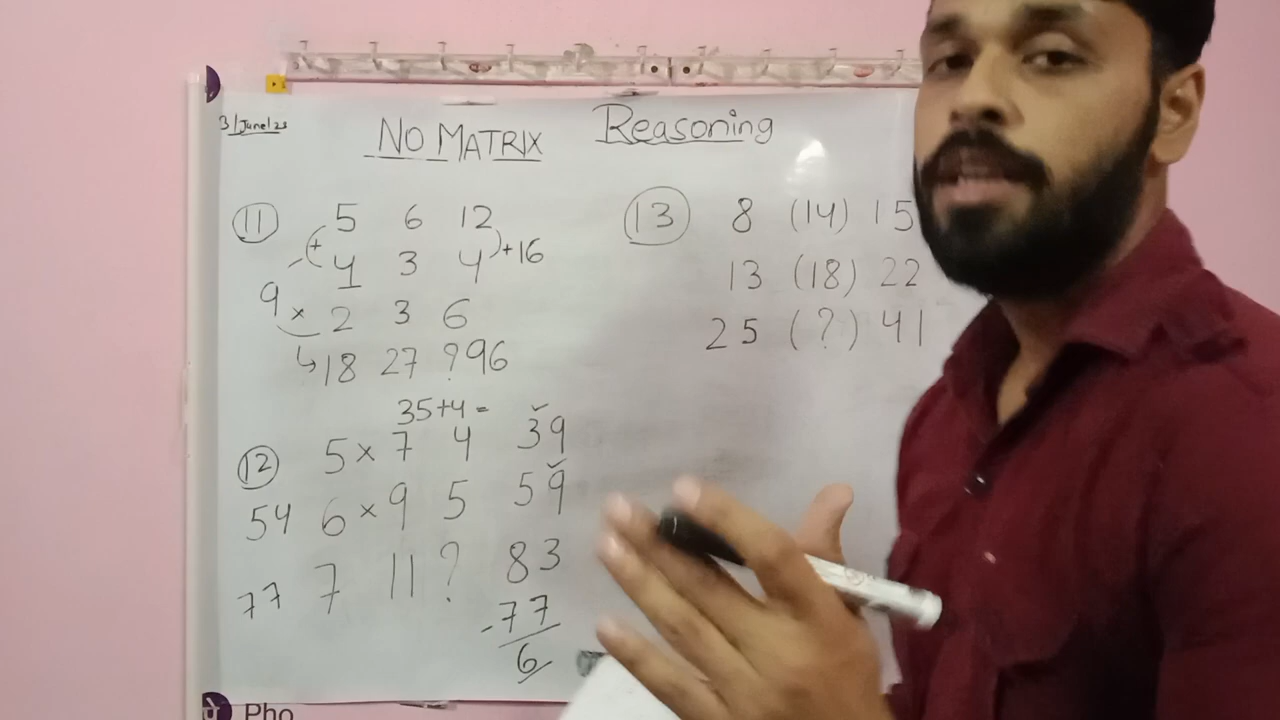 3/June/23
NO MATRIX Reasoning
11 5 6 12
+ 4 3 4 +16
9 × 2 3 6
18 27 ? 96
35+4=
12 5 × 7 4 39
54 6 × 9 5 59
77 7 11 ? 83
-77
6
13 8 (14) 15
13 (18) 22
25 (?) 41
पे Pho